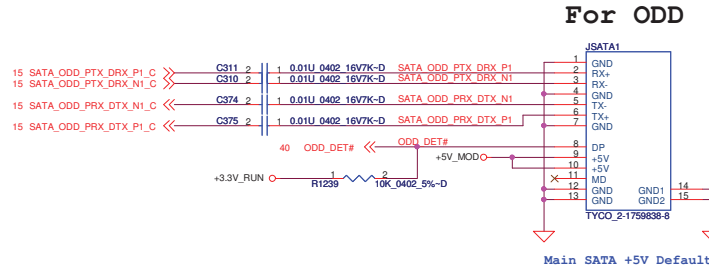 For ODD
JSATA1
15 SATA_ODD_PTX_DRX_P1_C C311 2 1 0.01U_0402_16V7K~D SATA_ODD_PTX_DRX_P1 1 GND
15 SATA_ODD_PTX_DRX_N1_C C310 2 1 0.01U_0402_16V7K~D SATA_ODD_PTX_DRX_N1 2 RX+
3 RX-
15 SATA_ODD_PRX_DTX_N1_C C374 2 1 0.01U_0402_16V7K~D SATA_ODD_PRX_DTX_N1 4 GND
5 TX-
15 SATA_ODD_PRX_DTX_P1_C C375 2 1 0.01U_0402_16V7K~D SATA_ODD_PRX_DTX_P1 6 TX+
7 GND
40 ODD_DET# ODD_DET# 8 DP
+5V_MOD 9 +5V
10 +5V
+3.3V_RUN 1 2 11 MD
R1239 10K_0402_5%~D 12 GND GND1 14
13 GND GND2 15
TYCO_2-1759838-8
Main SATA +5V Default